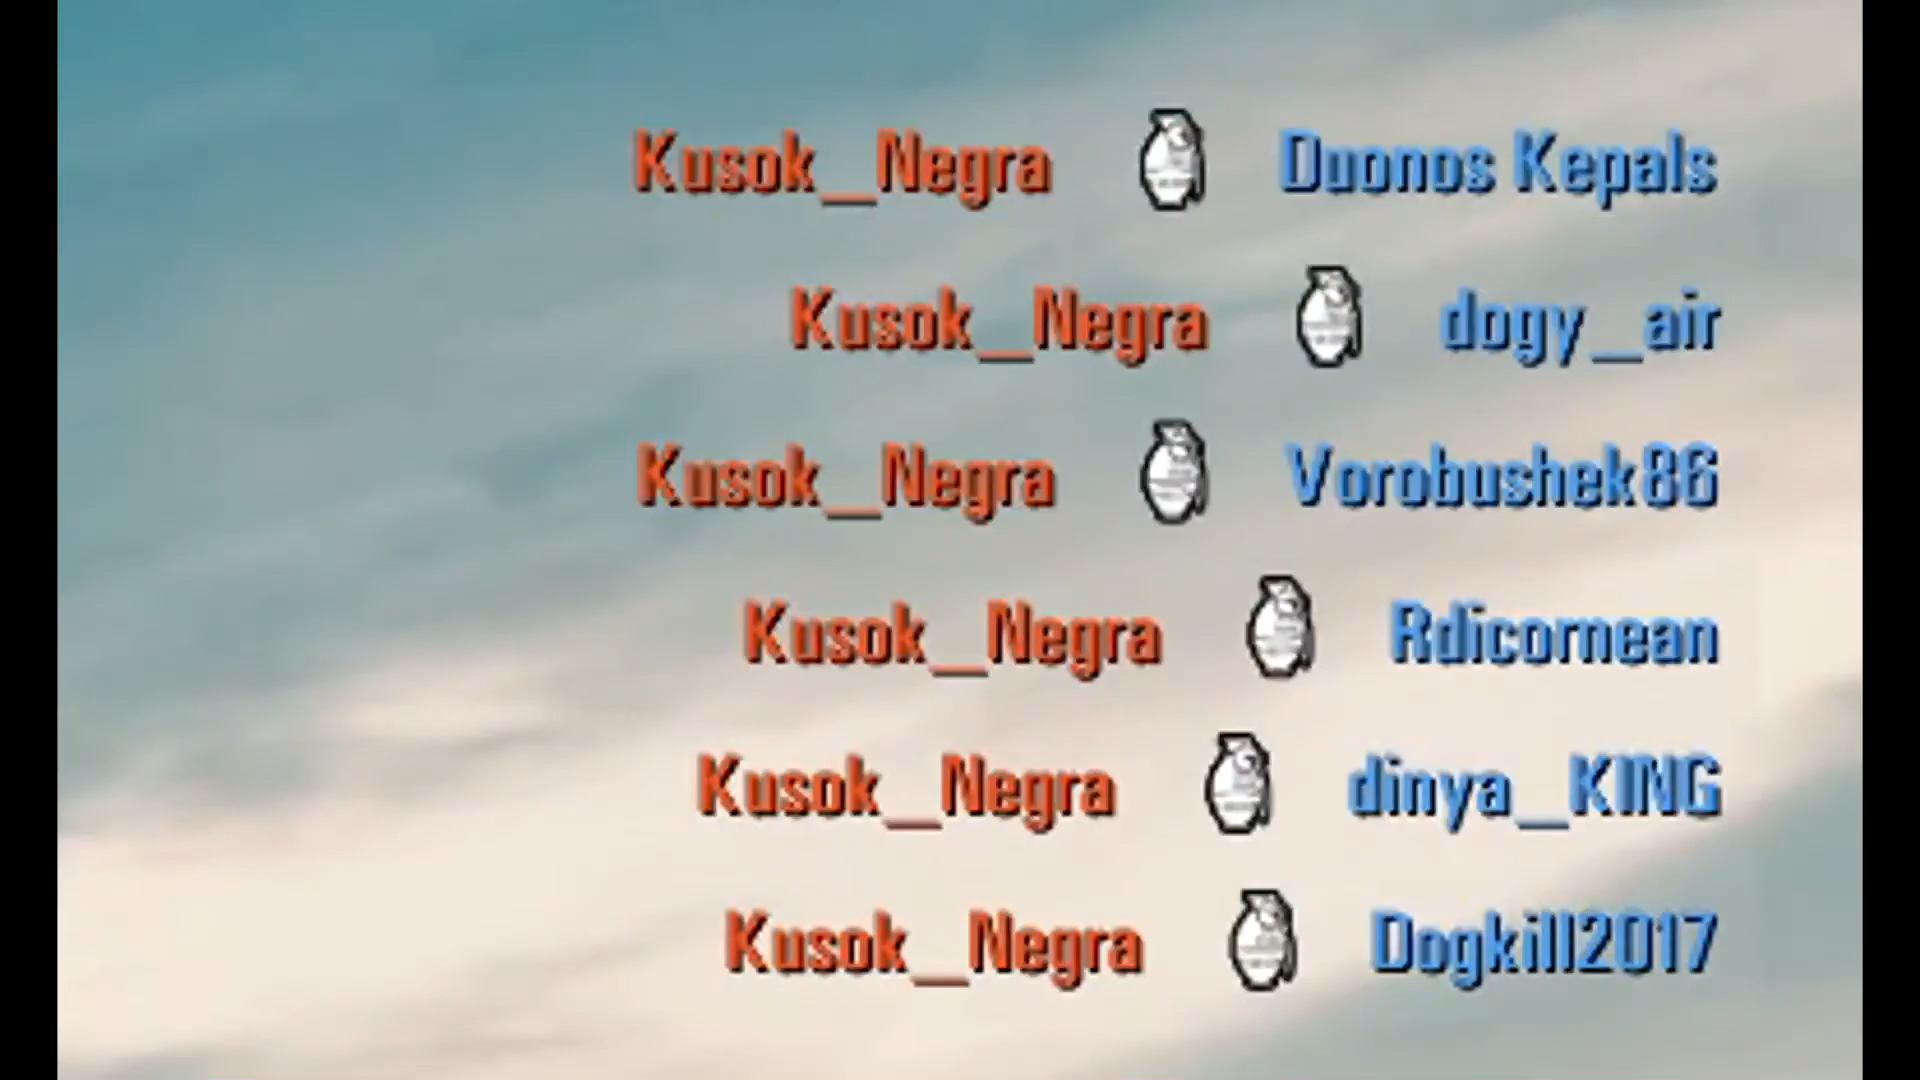 Kusok_Negra Duonos Kepals
Kusok_Negra dogy_air
Kusok_Negra Vorobushek86
Kusok_Negra Rdicornean
Kusok_Negra dinya_KING
Kusok_Negra Dogkill2017